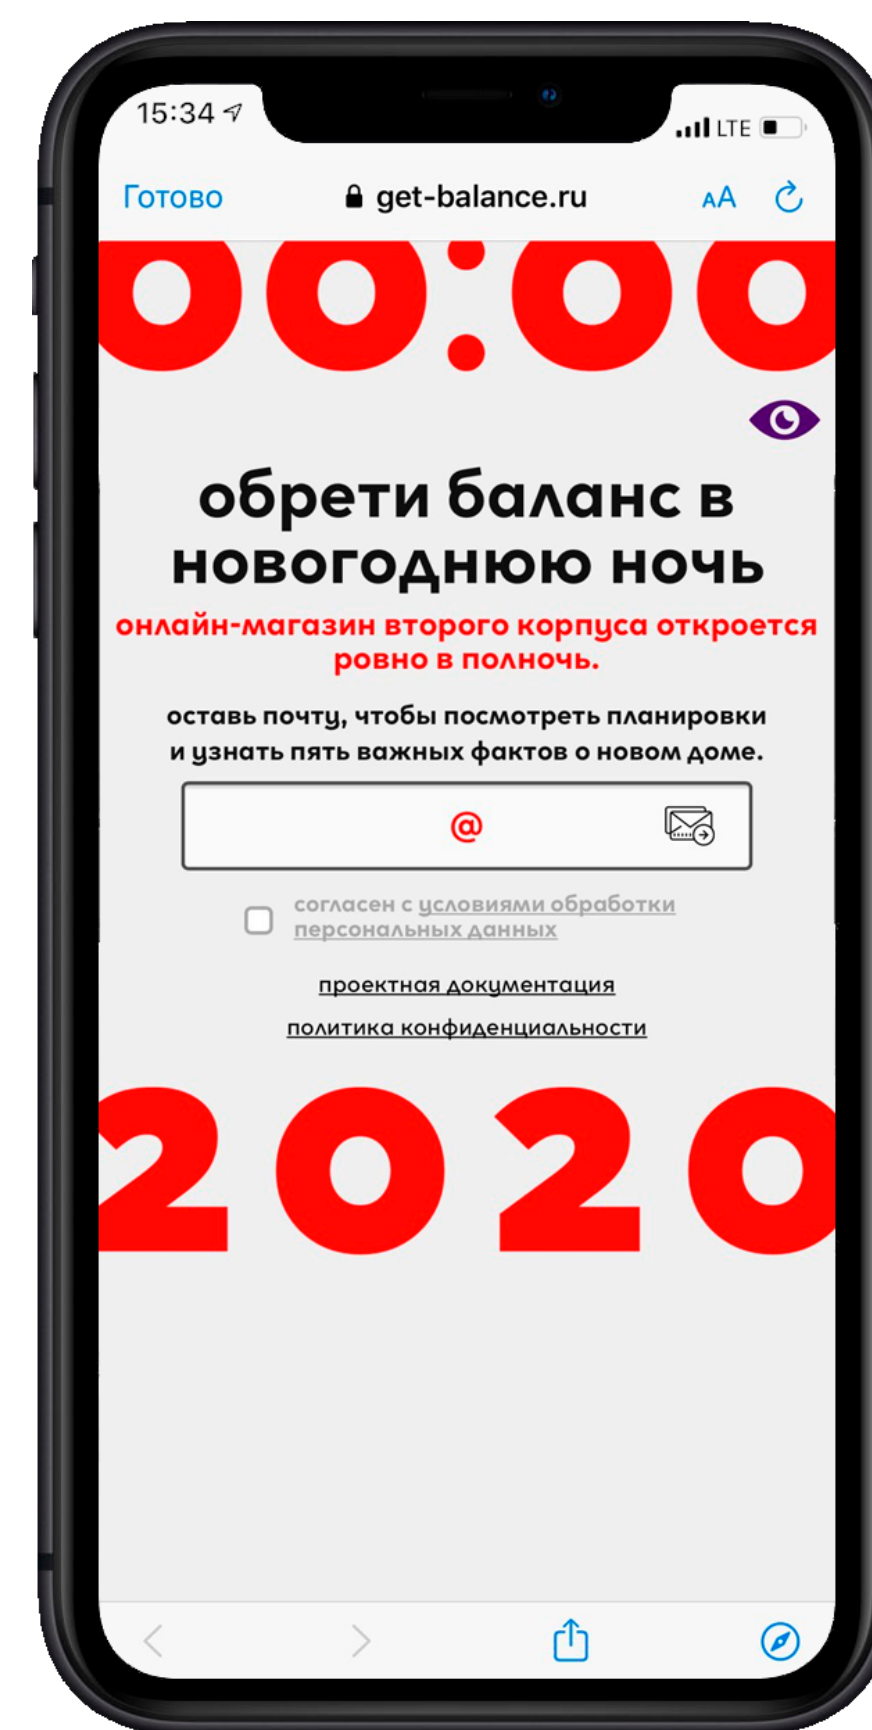 15:34
LTE
Готово
get-balance.ru
AA
00:00
обрети баланс в
новогоднюю ночь
онлайн-магазин второго корпуса откроется
ровно в полночь.
оставь почту, чтобы посмотреть планировки
и узнать пять важных фактов о новом доме.
@
согласен с условиями обработки
персональных данных
проектная документация
политика конфиденциальности
2020